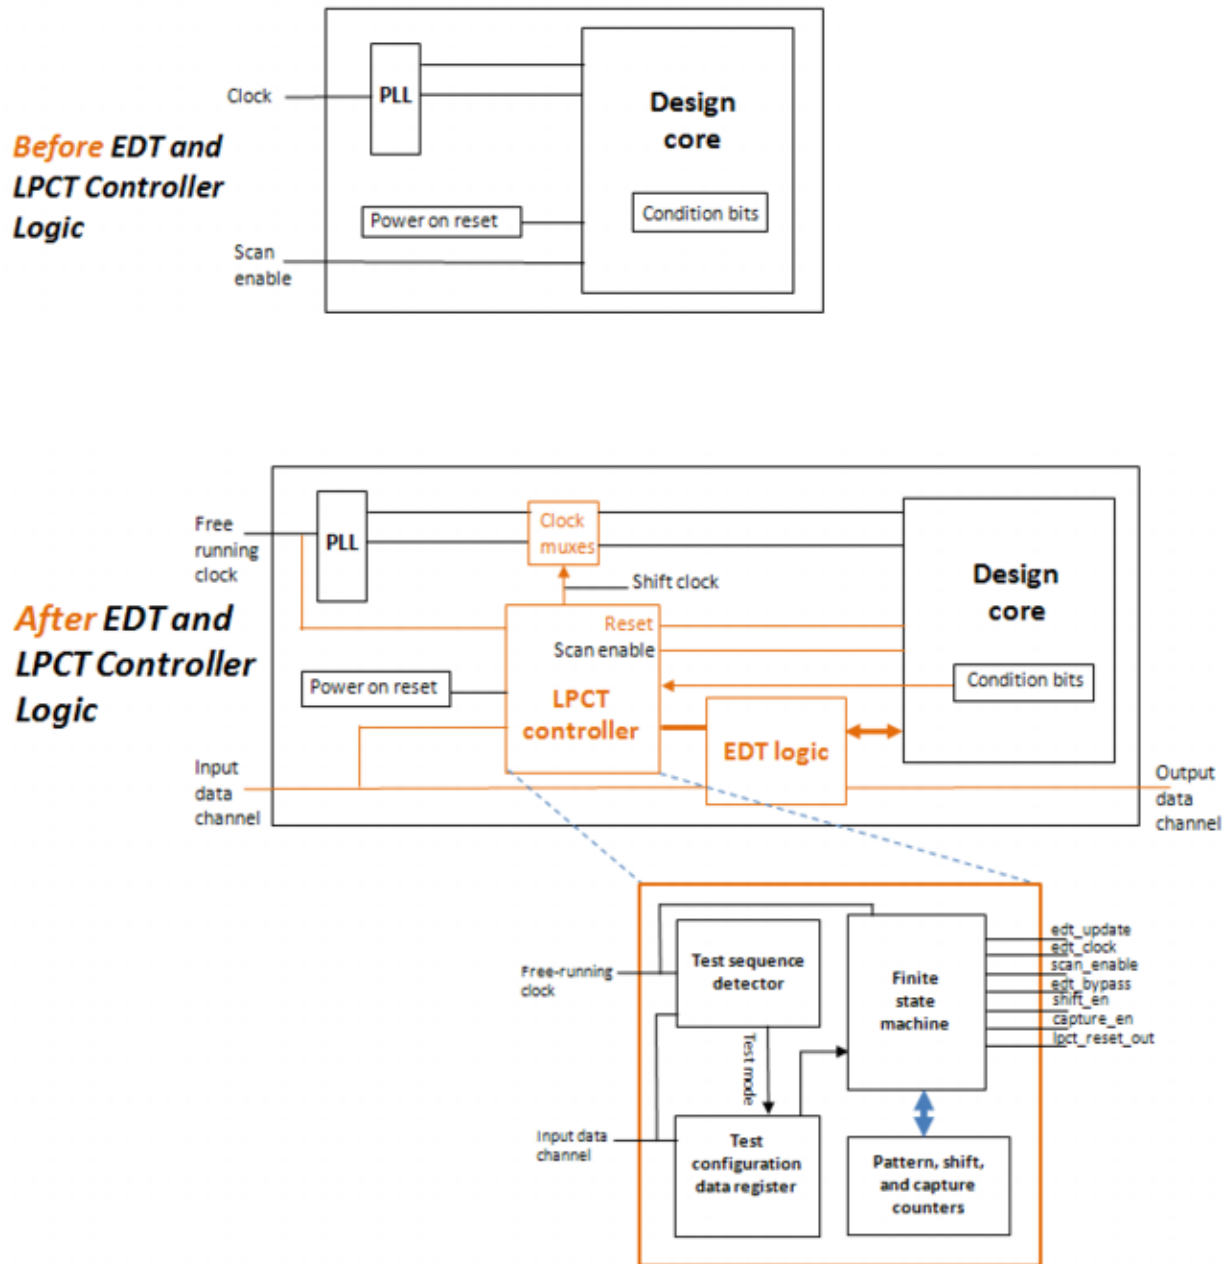 Clock
PLL
Design
core
Before EDT and
LPCT Controller
Logic
Power on reset
Condition bits
Scan
enable
Free
running
clock
PLL
Clock
muxes
Shift clock
Design
core
After EDT and
LPCT Controller
Logic
Reset
Scan enable
Power on reset
LPCT
controller
Condition bits
EDT logic
Input
data
channel
Output
data
channel
Free-running
clock
Test sequence
detector
Finite
state
machine
edt_update
edt_clock
scan_enable
edt_bypass
shift_en
capture_en
lpct_reset_out
Test mode
Input data
channel
Test
configuration
data register
Pattern, shift,
and capture
counters